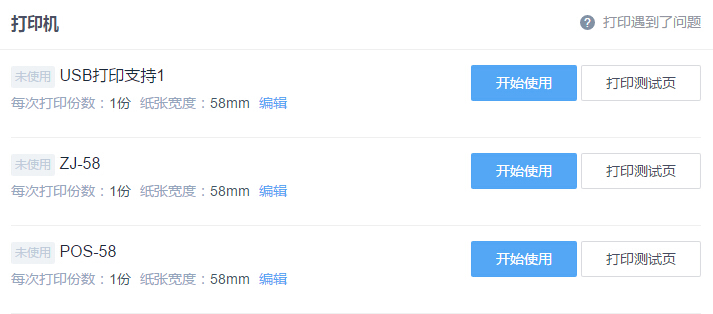 打印机
? 打印遇到了问题
未使用 USB打印支持1
开始使用 打印测试页
每次打印份数：1份 纸张宽度：58mm 编辑
未使用 ZJ-58
开始使用 打印测试页
每次打印份数：1份 纸张宽度：58mm 编辑
未使用 POS-58
开始使用 打印测试页
每次打印份数：1份 纸张宽度：58mm 编辑